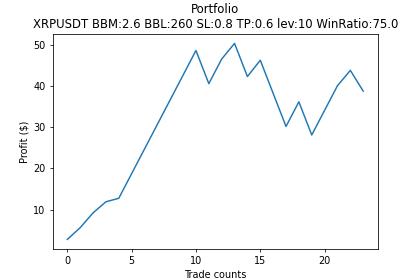 Portfolio
XRPUSDT BBM:2.6 BBL:260 SL:0.8 TP:0.6 lev:10 WinRatio:75.0
50
40
30
20
10
Profit ($)
0 5 10 15 20
Trade counts